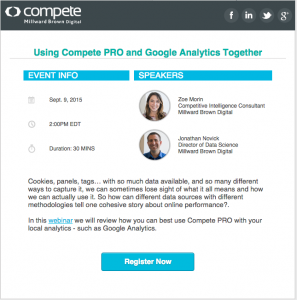 compete
Millward Brown Digital
Using Compete PRO and Google Analytics Together
EVENT INFO
SPEAKERS
Sept. 9, 2015
2:00PM EDT
Duration: 30 MINS
Zoe Morin
Competitive Intelligence Consultant
Millward Brown Digital
Jonathan Novick
Director of Data Science
Millward Brown Digital
Cookies, panels, tags… with so much data available, and so many different
ways to capture it, we can sometimes lose sight of what it all means and how
we can actually use it. So how can different data sources with different
methodologies tell one cohesive story about online performance?.
In this webinar we will review how you can best use Compete PRO with your
local analytics - such as Google Analytics.
Register Now